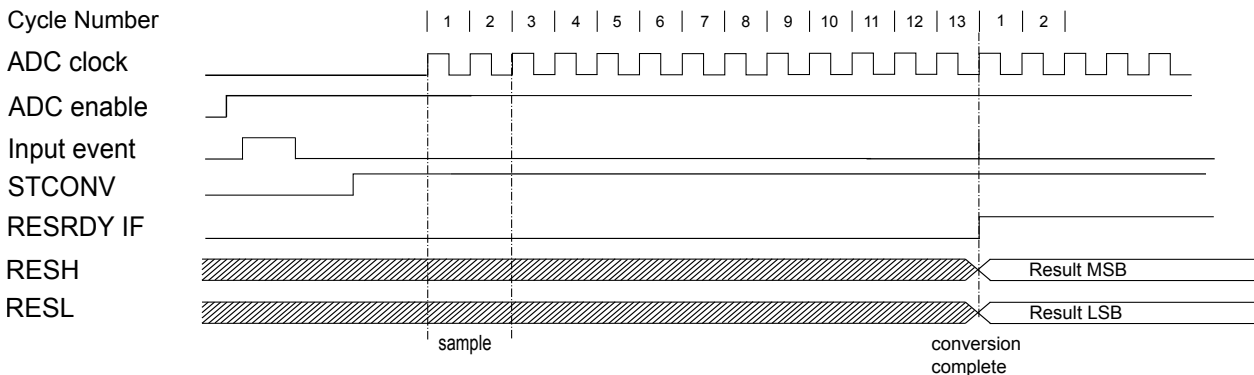 Cycle Number 1 2 3 4 5 6 7 8 9 10 11 12 13 1 2
ADC clock
ADC enable
Input event
STCONV
RESRDY IF
RESH Result MSB
RESL Result LSB
sample conversion
complete